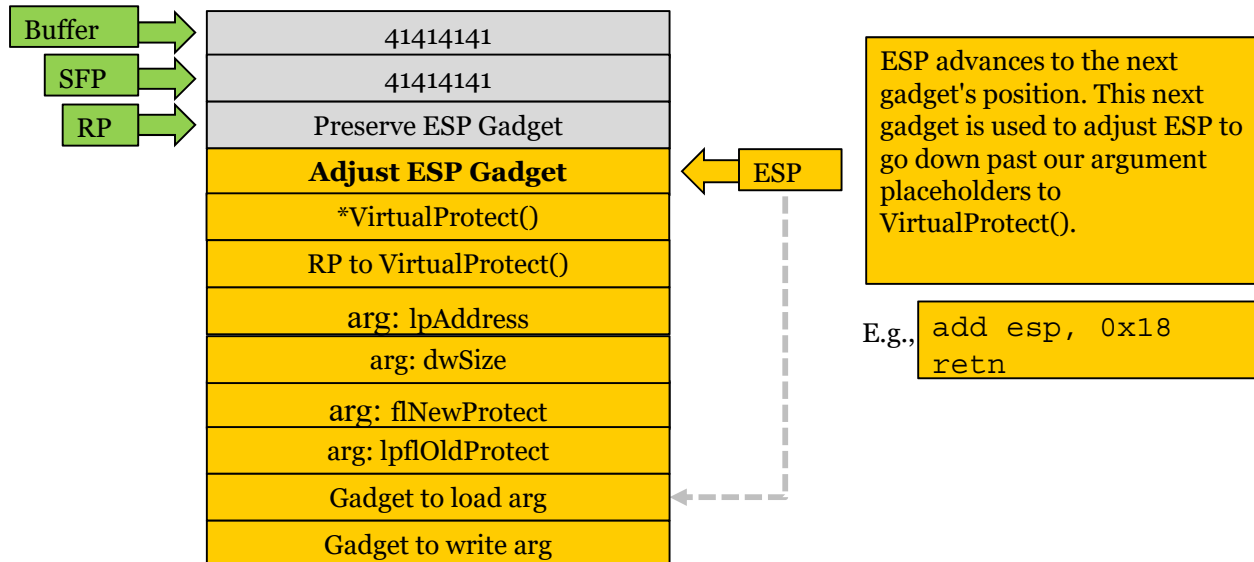 Buffer
SFP
RP
41414141
41414141
Preserve ESP Gadget
Adjust ESP Gadget
*VirtualProtect()
RP to VirtualProtect()
arg: lpAddress
arg: dwSize
arg: flNewProtect
arg: lpflOldProtect
Gadget to load arg
Gadget to write arg
ESP
ESP advances to the next
gadget's position. This next
gadget is used to adjust ESP to
go down past our argument
placeholders to
VirtualProtect().
E.g.,
add esp, 0x18
retn